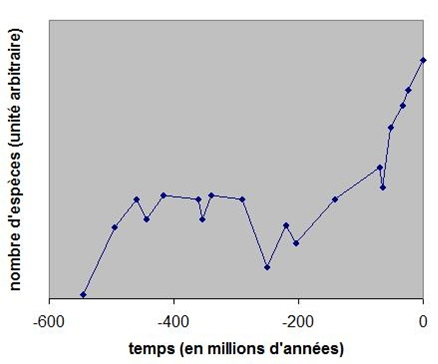 nombre d'espèces (unité arbitraire)
-600
-400
-200
-0
temps (en millions d'années)